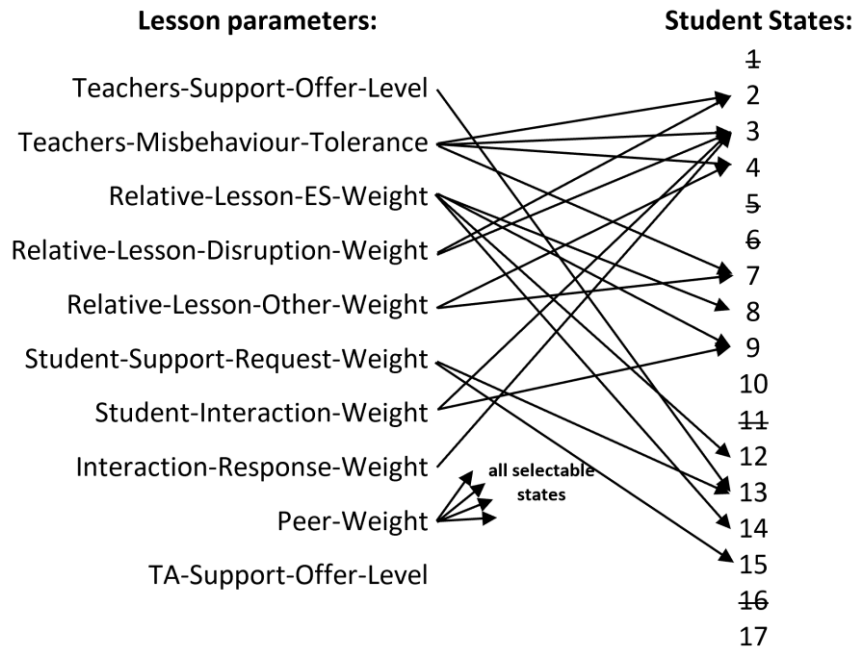 Lesson parameters:
Teachers-Support-Offer-Level
Teachers-Misbehaviour-Tolerance
Relative-Lesson-ES-Weight
Relative-Lesson-Disruption-Weight
Relative-Lesson-Other-Weight
Student-Support-Request-Weight
Student-Interaction-Weight
Interaction-Response-Weight
Peer-Weight
TA-Support-Offer-Level
all selectable
states
Student States:
1
2
3
4
5
6
7
8
9
10
11
12
13
14
15
16
17